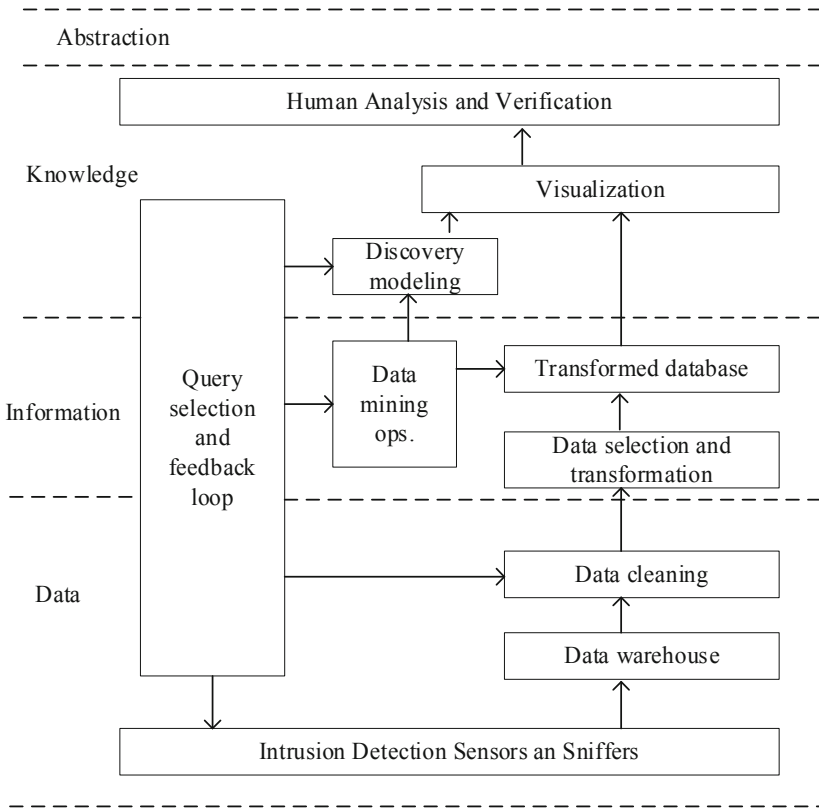 Abstraction
Human Analysis and Verification
Knowledge
Visualization
Discovery
modeling
Query
selection
and
feedback
loop
Data
mining
ops.
Transformed database
Information
Data selection and
transformation
Data cleaning
Data
Data warehouse
Intrusion Detection Sensors an Sniffers